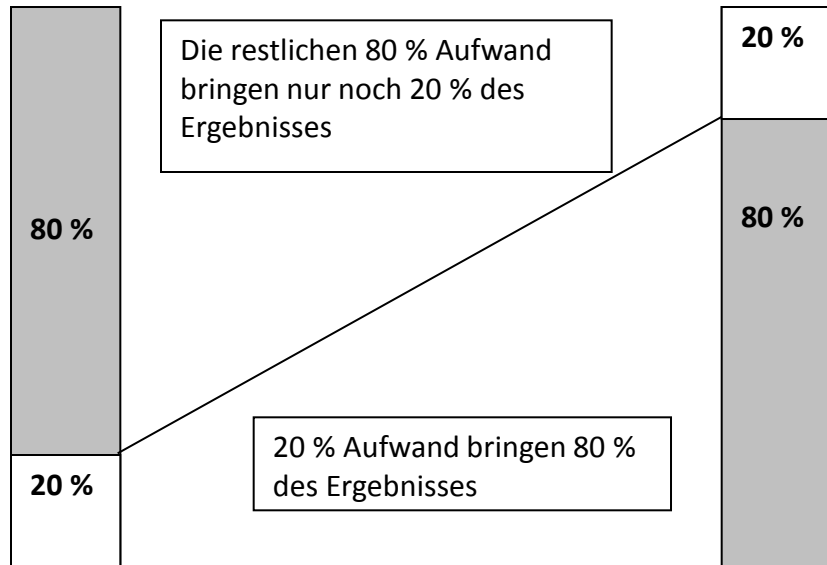 20 %
Die restlichen 80 % Aufwand
bringen nur noch 20 % des
Ergebnisses
80 %
80 %
20 % Aufwand bringen 80 %
des Ergebnisses
20 %